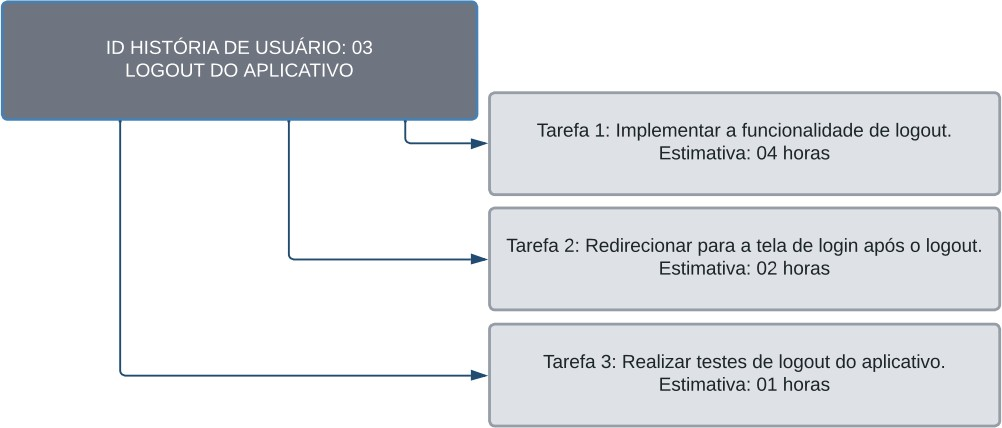 ID HISTÓRIA DE USUÁRIO: 03
LOGOUT DO APLICATIVO
Tarefa 1: Implementar a funcionalidade de logout.
Estimativa: 04 horas
Tarefa 2: Redirecionar para a tela de login após o logout.
Estimativa: 02 horas
Tarefa 3: Realizar testes de logout do aplicativo.
Estimativa: 01 horas